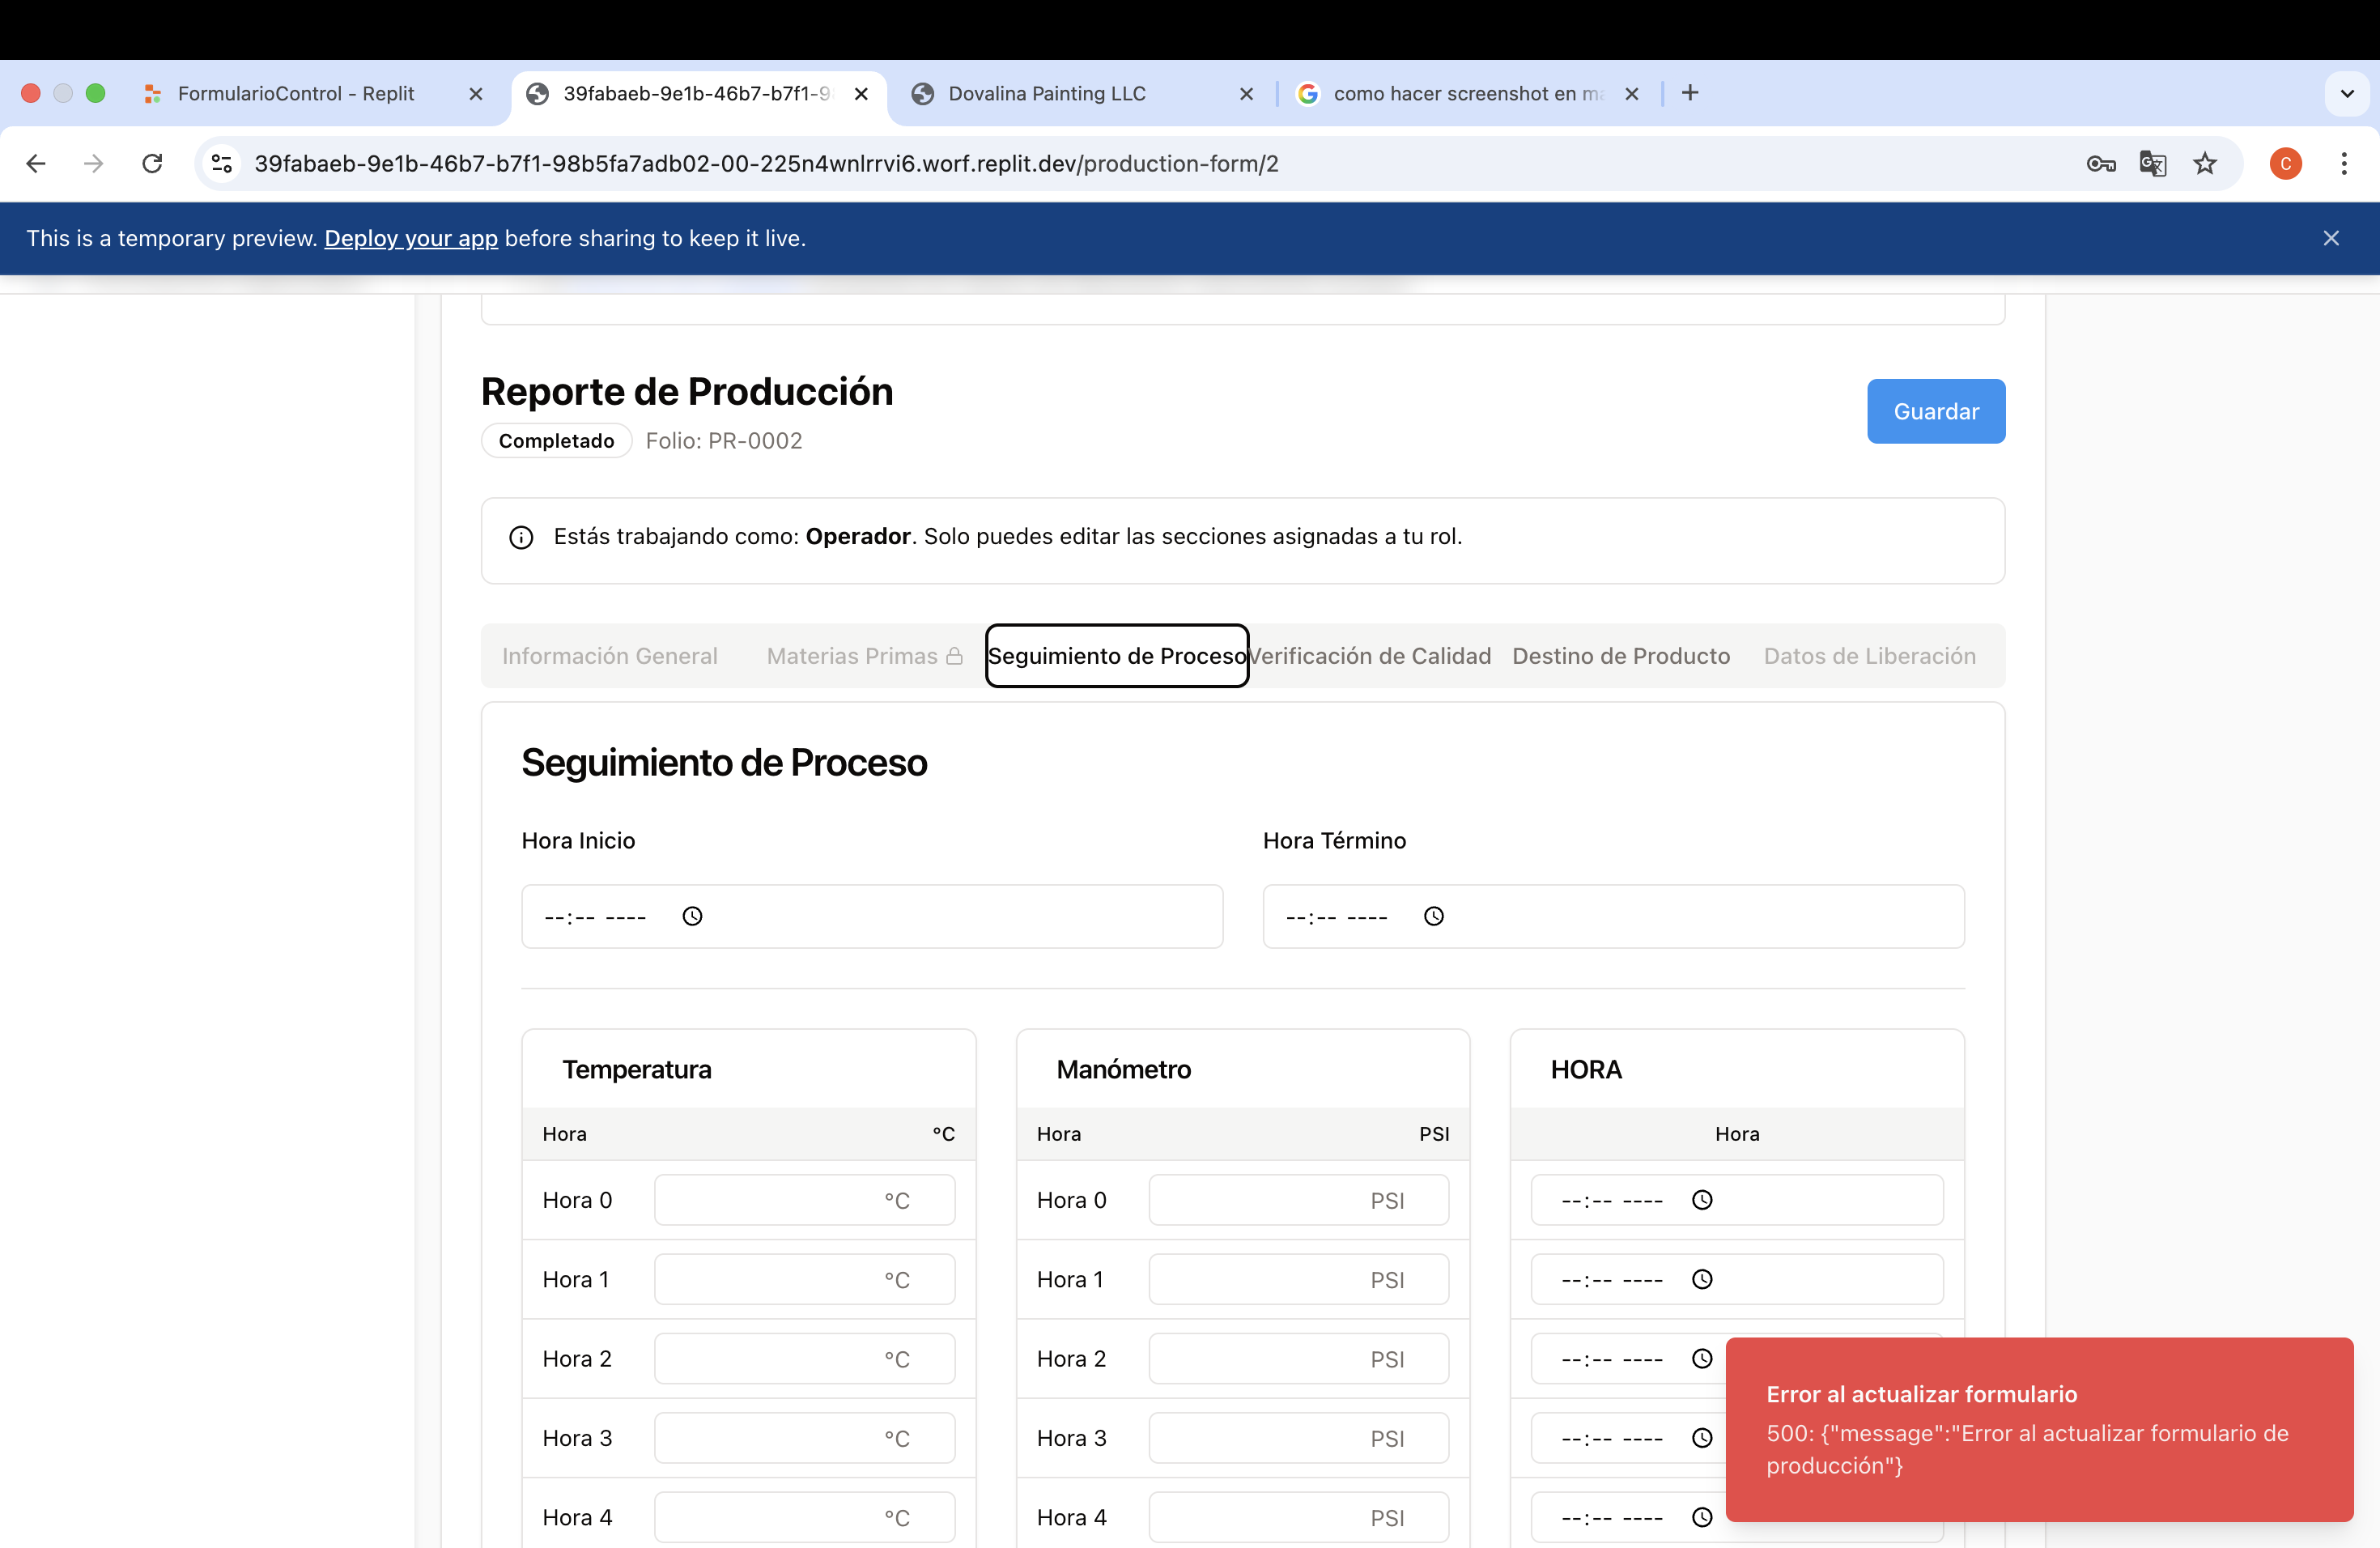 FormularioControl - Replit
39fabaeb-9e1b-46b7-b7f1-9
Dovalina Painting LLC
como hacer screenshot en ma
39fabaeb-9e1b-46b7-b7f1-98b5fa7adb02-00-225n4wnlrrvi6.worf.replit.dev/production-form/2
C
This is a temporary preview. Deploy your app before sharing to keep it live.
Reporte de Producción
Guardar
Completado
Folio: PR-0002
Estás trabajando como: Operador. Solo puedes editar las secciones asignadas a tu rol.
Información General
Materias Primas
Seguimiento de Proceso
Verificación de Calidad
Destino de Producto
Datos de Liberación
Seguimiento de Proceso
Hora Inicio
Hora Término
--:-- ----
--:-- ----
Temperatura
Manómetro
HORA
Hora °C
Hora PSI
Hora
Hora 0 °C
Hora 0 PSI
--:-- ----
Hora 1 °C
Hora 1 PSI
--:-- ----
Hora 2 °C
Hora 2 PSI
--:-- ----
Hora 3 °C
Hora 3 PSI
--:-- ----
Hora 4 °C
Hora 4 PSI
--:-- ----
Error al actualizar formulario
500: {"message":"Error al actualizar formulario de
producción"}